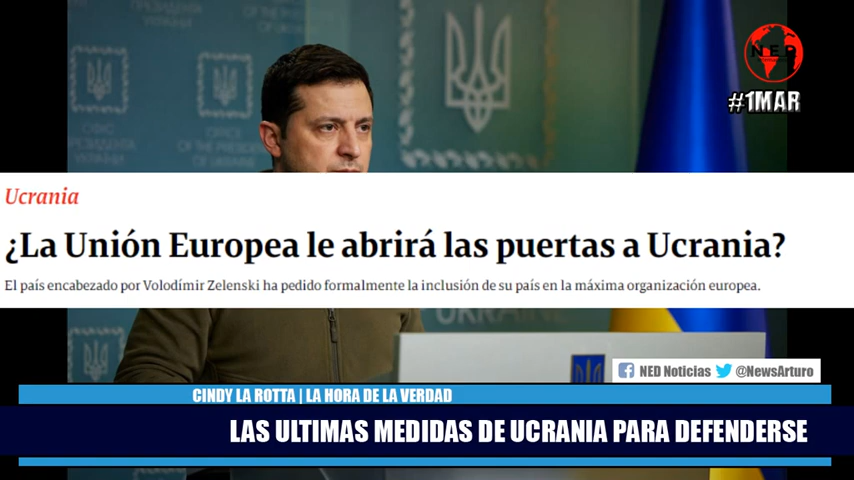 NED
#1MAR
Ucrania
¿La Unión Europea le abrirá las puertas a Ucrania?
El país encabezado por Volodímir Zelenski ha pedido formalmente la inclusión de su país en la máxima organización europea.
NED Noticias @NewsArturo
CINDY LA ROTTA | LA HORA DE LA VERDAD
LAS ULTIMAS MEDIDAS DE UCRANIA PARA DEFENDERSE